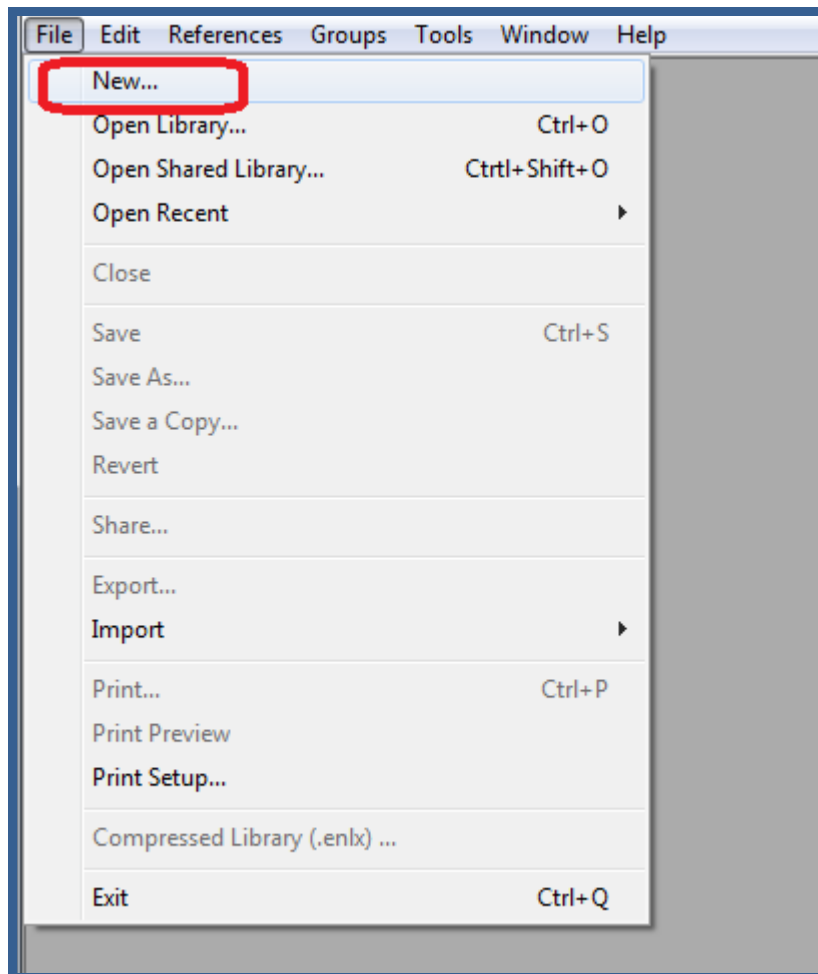 File Edit References Groups Tools Window Help
New...
Open Library... Ctrl+O
Open Shared Library... Ctrtl+Shift+O
Open Recent
Close
Save Ctrl+S
Save As...
Save a Copy...
Revert
Share...
Export...
Import
Print... Ctrl+P
Print Preview
Print Setup...
Compressed Library (.enlx) ...
Exit Ctrl+Q